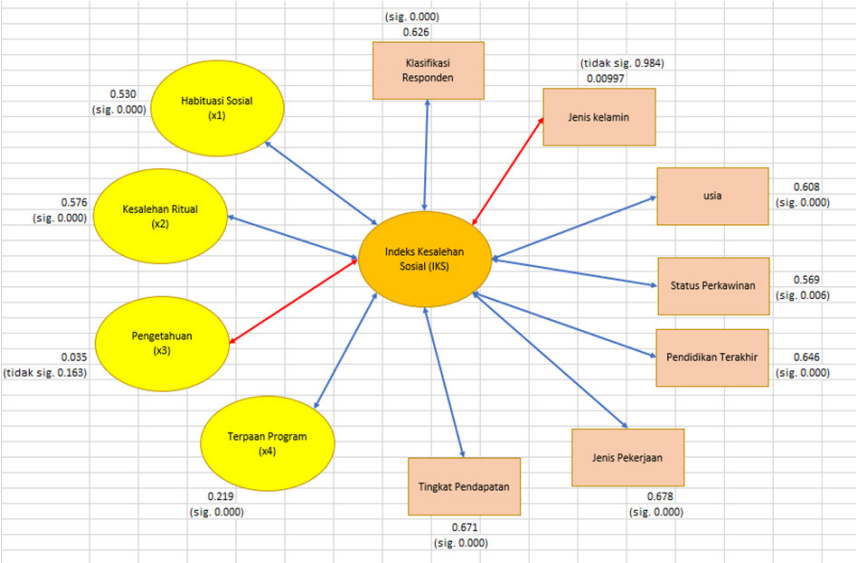 (sig. 0.000)
0.626
Klasifikasi
Responden
(tidak sig. 0.984)
0.00997
Jenis kelamin
0.530
(sig. 0.000)
Habituasi Sosial
(x1)
usia
0.608
(sig. 0.000)
0.576
(sig. 0.000)
Kesalehan Ritual
(x2)
Indeks Kesalehan
Sosial (IKS)
Status Perkawinan
0.569
(sig. 0.006)
Pengetahuan
(x3)
0.035
(tidak sig. 0.163)
Pendidikan Terakhir
0.646
(sig. 0.000)
Terpaan Program
(x4)
0.219
(sig. 0.000)
Tingkat Pendapatan
0.671
(sig. 0.000)
Jenis Pekerjaan
0.678
(sig. 0.000)